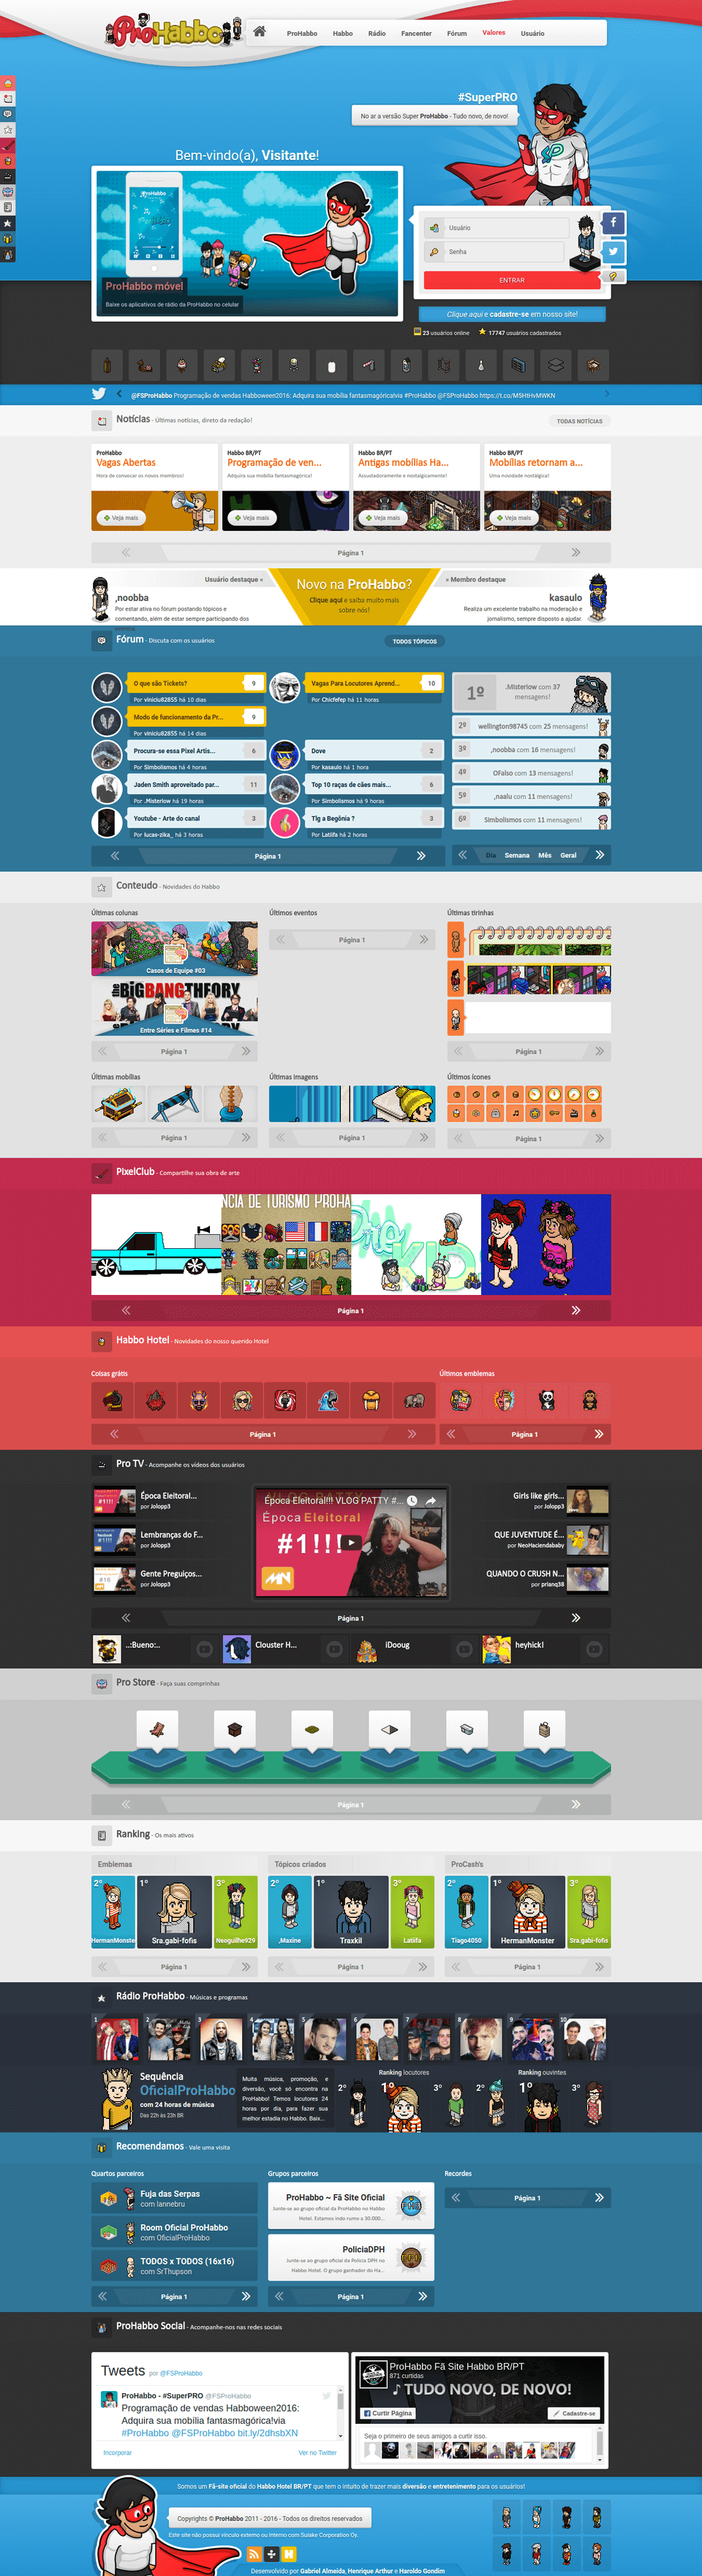 ProHabbo
ProHabbo Habbo Rádio Fancenter Fórum Valores Usuário
#SuperPRO
No ar a versão Super ProHabbo - Tudo novo, de novo!
Bem-vindo(a), Visitante!
ProHabbo
ProHabbo móvel
Baixe os aplicativos de rádio da ProHabbo no celular
Usuário
Senha
ENTRAR
Clique aqui e cadastre-se em nosso site!
23 usuários online 17747 usuários cadastrados
@FSProHabbo Programação de vendas Habboween2016: Adquira sua mobília fantasmagórica!via #ProHabbo @FSProHabbo https://t.co/M5HtHvMWKN
Notícias - Últimas notícias, direto da redação!
TODAS NOTÍCIAS
ProHabbo
Vagas Abertas
Hora de convocar os novos membros!
Veja mais
Habbo BR/PT
Programação de ven...
Adquira sua mobília fantasmagórica!
Veja mais
Habbo BR/PT
Antigas mobílias Ha...
Assustadoramente e nostalgicamente!
Veja mais
Habbo BR/PT
Mobílias retornam a...
Uma novidade nostálgica!
Veja mais
Página 1
Usuário destaque «
,noobba
Por estar ativa no fórum postando tópicos e
comentando, além de estar sempre participando dos
Novo na ProHabbo?
Clique aqui e saiba muito mais
sobre nós!
» Membro destaque
kasaulo
Realiza um excelente trabalho na moderação e
jornalismo, sempre disposto a ajudar.
Fórum - Discuta com os usuários
TODOS TÓPICOS
O que são Tickets? 9
Por viniciu82855 há 10 dias
Vagas Para Locutores Aprend... 10
Por Chicfefep há 11 horas
Modo de funcionamento da Pr... 9
Por viniciu82855 há 14 dias
Procura-se essa Pixel Artis... 6
Por Simbolismos há 4 horas
Dove 2
Por kasaulo há 1 hora
Jaden Smith aproveitado par... 11
Por .Misteriow há 19 horas
Top 10 raças de cães mais... 6
Por Simbolismos há 9 horas
Youtube - Arte do canal 3
Por lucas-zika_ há 3 horas
Tlg a Begônia ? 3
Por Latiifa há 2 horas
Página 1
1º .Misteriow com 37
mensagens!
2º wellington98745 com 25 mensagens!
3º ,noobba com 16 mensagens!
4º OFalso com 13 mensagens!
5º ,naalu com 11 mensagens!
6º Simbolismos com 11 mensagens!
Dia Semana Mês Geral
Conteudo - Novidades do Habbo
Últimas colunas
Casos de Equipe #03
the BIGBANGTHEORY
Entre Séries e Filmes #14
Página 1
Últimos eventos
Página 1
Últimas tirinhas
Página 1
Últimas mobílias
Página 1
Últimas imagens
Página 1
Últimos ícones
Página 1
PixelClub - Compartilhe sua obra de arte
NCIA DE TURISMO PROHA
SOS
Pro
KID
Página 1
Habbo Hotel - Novidades do nosso querido Hotel
Coisas grátis
Página 1
Últimos emblemas
Página 1
Pro TV - Acompanhe os vídeos dos usuários
Época Eleitoral...
por Jolopp3
Lembranças do F...
por Jolopp3
Gente Preguiços...
por Jolopp3
Época Eleitoral!!! VLOG PATTY #...
Época Eleitoral
#1!!!
MN
Girls like girls...
por Jolopp3
QUE JUVENTUDE É...
por NeoHaciendababy
QUANDO O CRUSH N...
por prianq38
Página 1
..:Bueno:..
Clouster H...
iDooug
heyhick!
Pro Store - Faça suas comprinhas
Página 1
Ranking - Os mais ativos
Emblemas
2º HermanMonster
1º Sra.gabi-fofis
3º Neoguilhe929
Página 1
Tópicos criados
2º ,Maxine
1º Traxkil
3º Latiifa
Página 1
ProCash's
2º Tiago4050
1º HermanMonster
3º Sra.gabi-fofis
Página 1
Rádio ProHabbo - Músicas e programas
1 2 3 4 5 6 7 8 9 10
Sequência
OficialProHabbo
com 24 horas de música
Das 22h às 23h BR
Muita música, promoção, e
diversão, você só encontra na
ProHabbo! Temos locutores 24
horas por dia, para fazer sua
melhor estadia no Habbo. Baix...
Ranking locutores
2º 1º 3º
Ranking ouvintes
2º 1º 3º
Recomendamos - Vale uma visita
Quartos parceiros
Fuja das Serpas
com Iannebru
Room Oficial ProHabbo
com OficialProHabbo
TODOS x TODOS (16x16)
com SrThupson
Página 1
Grupos parceiros
ProHabbo ~ Fã Site Oficial
Junte-se ao grupo oficial da ProHabbo no Habbo
Hotel. Estamos indo rumo a 30.000...
PoliciaDPH
Junte-se ao grupo oficial da Polícia DPH no
Habbo Hotel. O grupo ganhador do Ha...
Página 1
Recordes
Página 1
ProHabbo Social - Acompanhe-nos nas redes sociais
Tweets por @FSProHabbo
ProHabbo - #SuperPRO @FSProHabbo
Programação de vendas Habboween2016:
Adquira sua mobília fantasmagórica!via
#ProHabbo @FSProHabbo bit.ly/2dhsbXN
Incorporar Ver no Twitter
ProHabbo Fã Site Habbo BR/PT
871 curtidas
TUDO NOVO, DE NOVO!
Curtir Página
Cadastre-se
Seja o primeiro de seus amigos a curtir isso.
Somos um Fã-site oficial do Habbo Hotel BR/PT que tem o intuito de trazer mais diversão e entretenimento para os usuários!
Copyrights © ProHabbo 2011 - 2016 - Todos os direitos reservados
Este site não possui vínculo externo ou interno com Sulake Corporation Oy.
Desenvolvido por Gabriel Almeida, Henrique Arthur e Haroldo Gondim